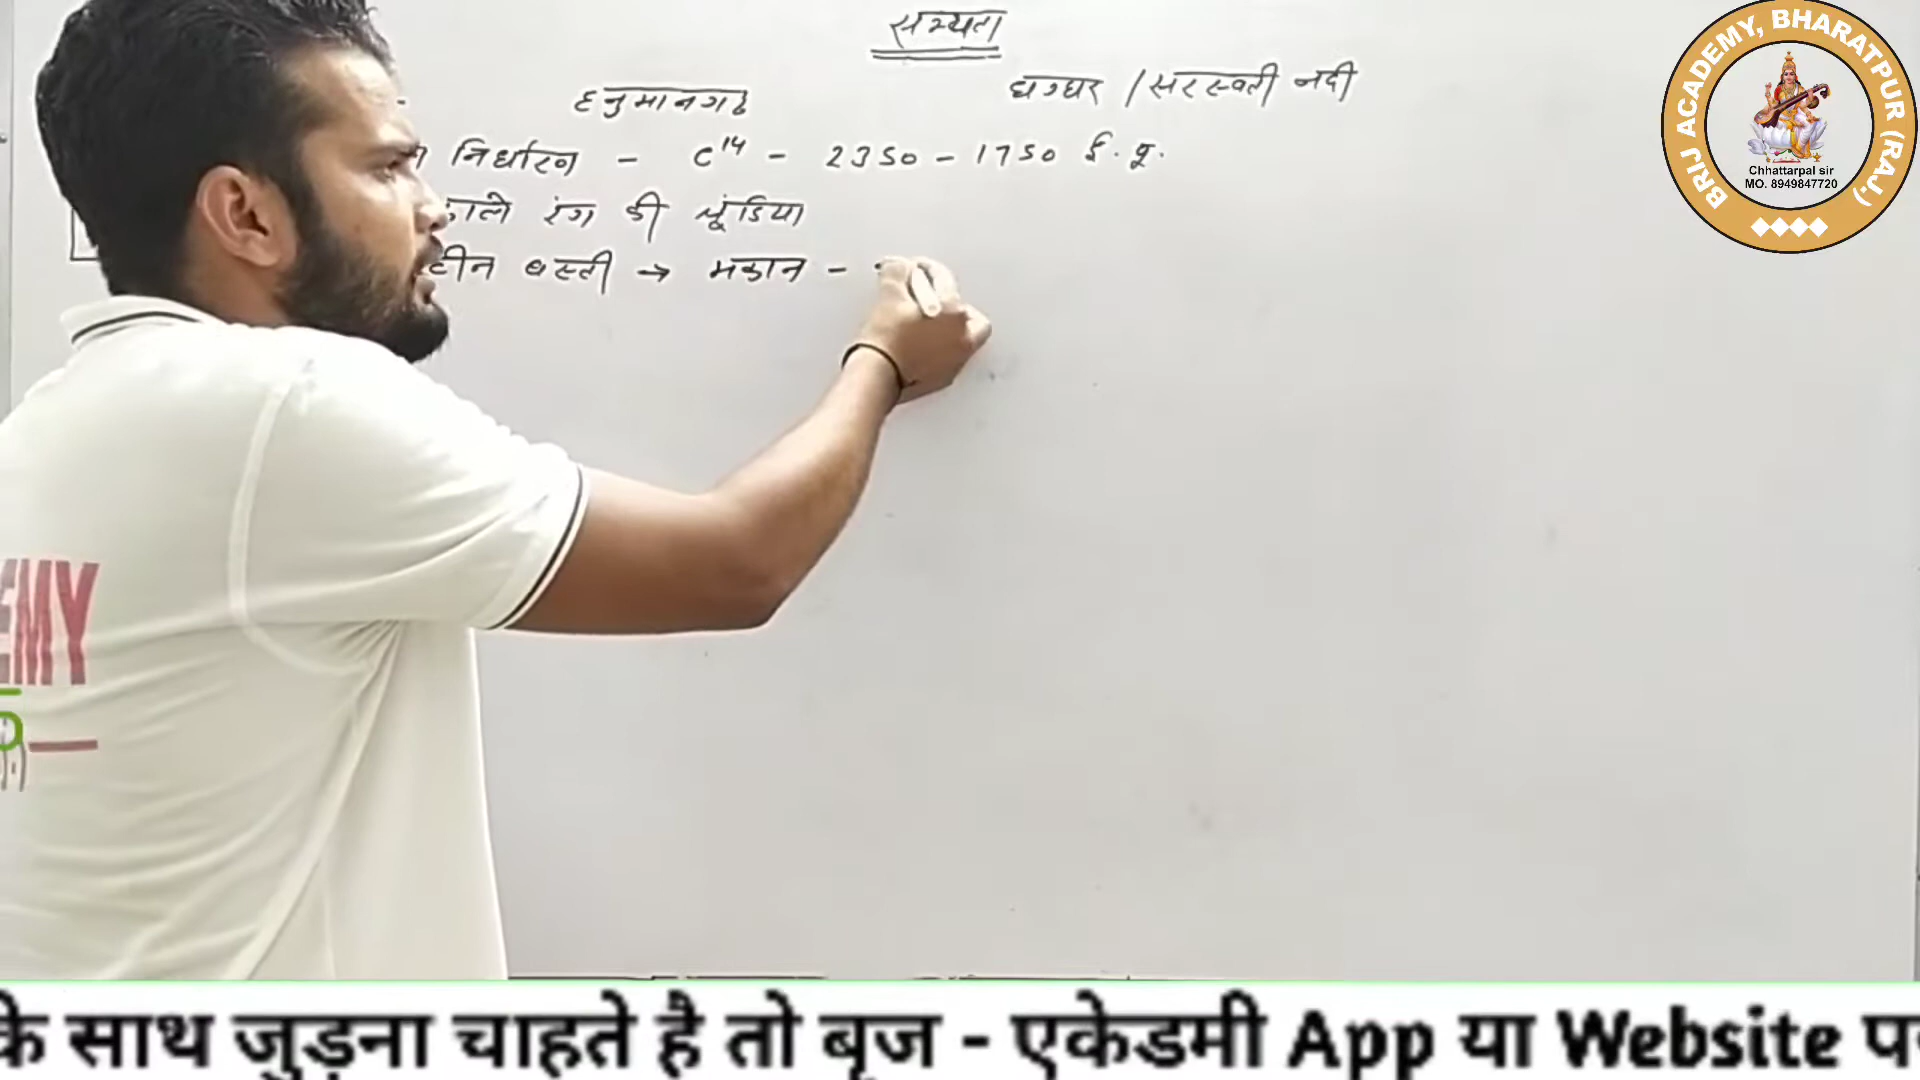 सभ्यता
हनुमानगढ
घग्घर / सरस्वती नदी
निर्धारण - C¹⁴ - 2350 - 1750 ई. पू.
काले रंग की चूंडिया
बस्ती → मकान -
BRIJ ACADEMY, BHARATPUR (RAJ.)
Chhattarpal sir
MO. 8949847720
EMY
के साथ जुड़ना चाहते है तो बृज - एकेडमी App या Website